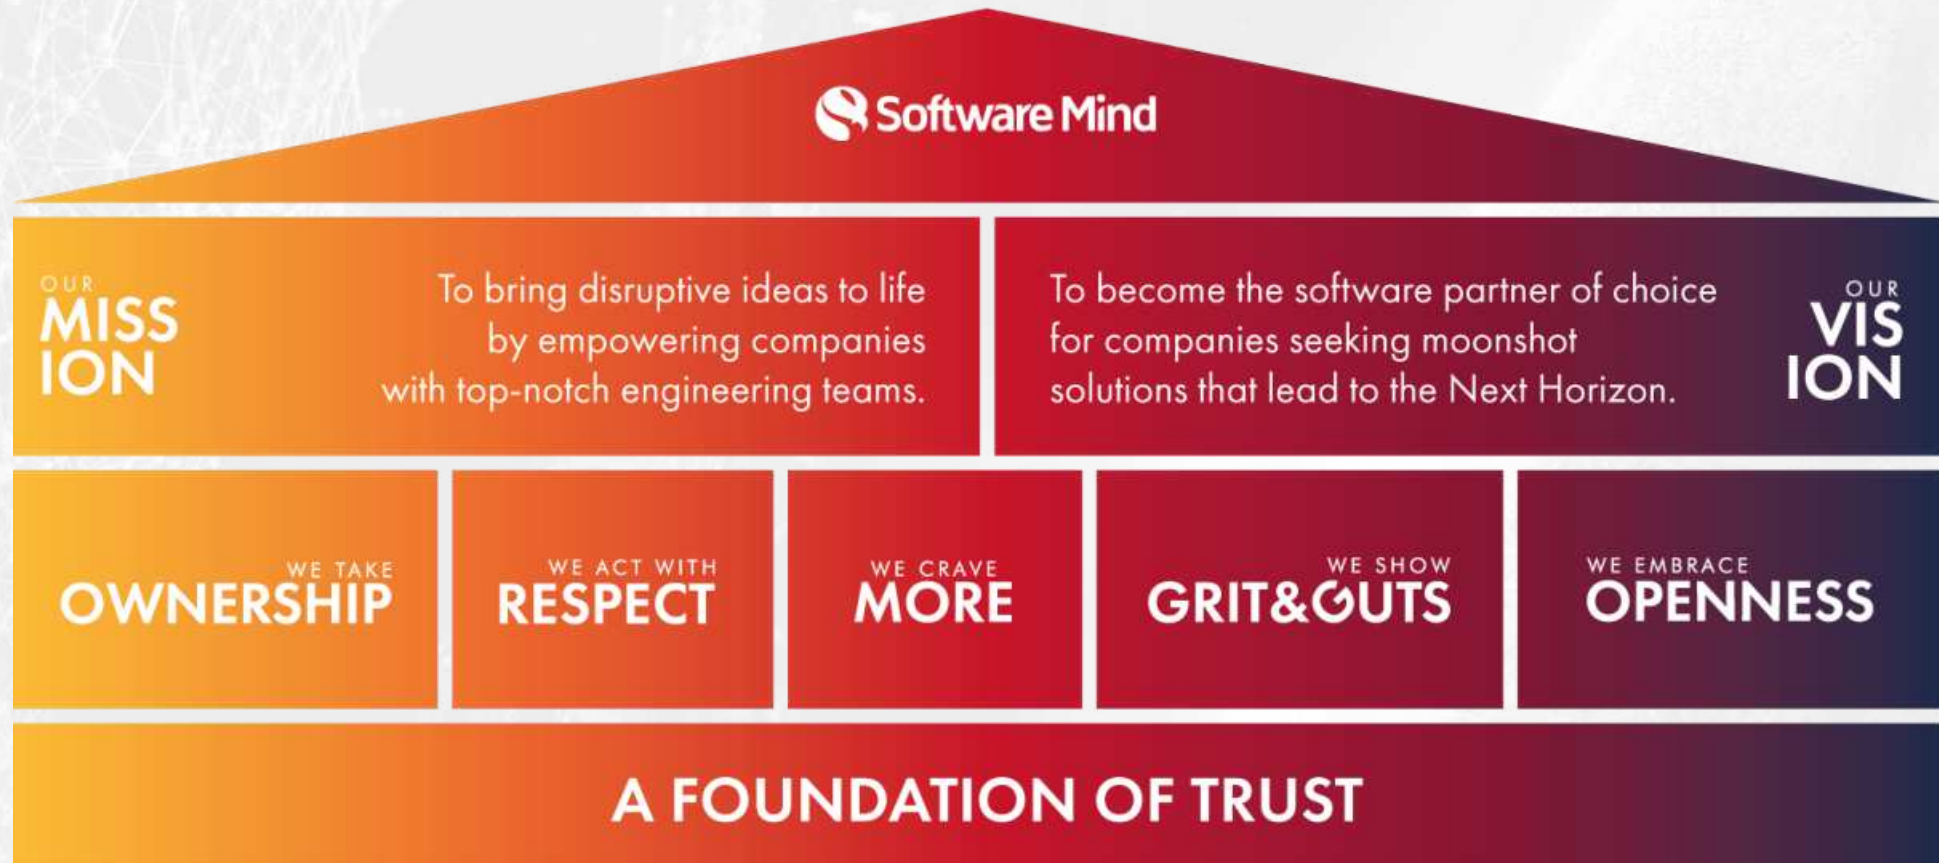 Software Mind
OUR
MISS
ION
To bring disruptive ideas to life
by empowering companies
with top-notch engineering teams.
To become the software partner of choice
for companies seeking moonshot
solutions that lead to the Next Horizon.
OUR
VIS
ION
WE TAKE
OWNERSHIP
WE ACT WITH
RESPECT
WE CRAVE
MORE
WE SHOW
GRIT&GUTS
WE EMBRACE
OPENNESS
A FOUNDATION OF TRUST